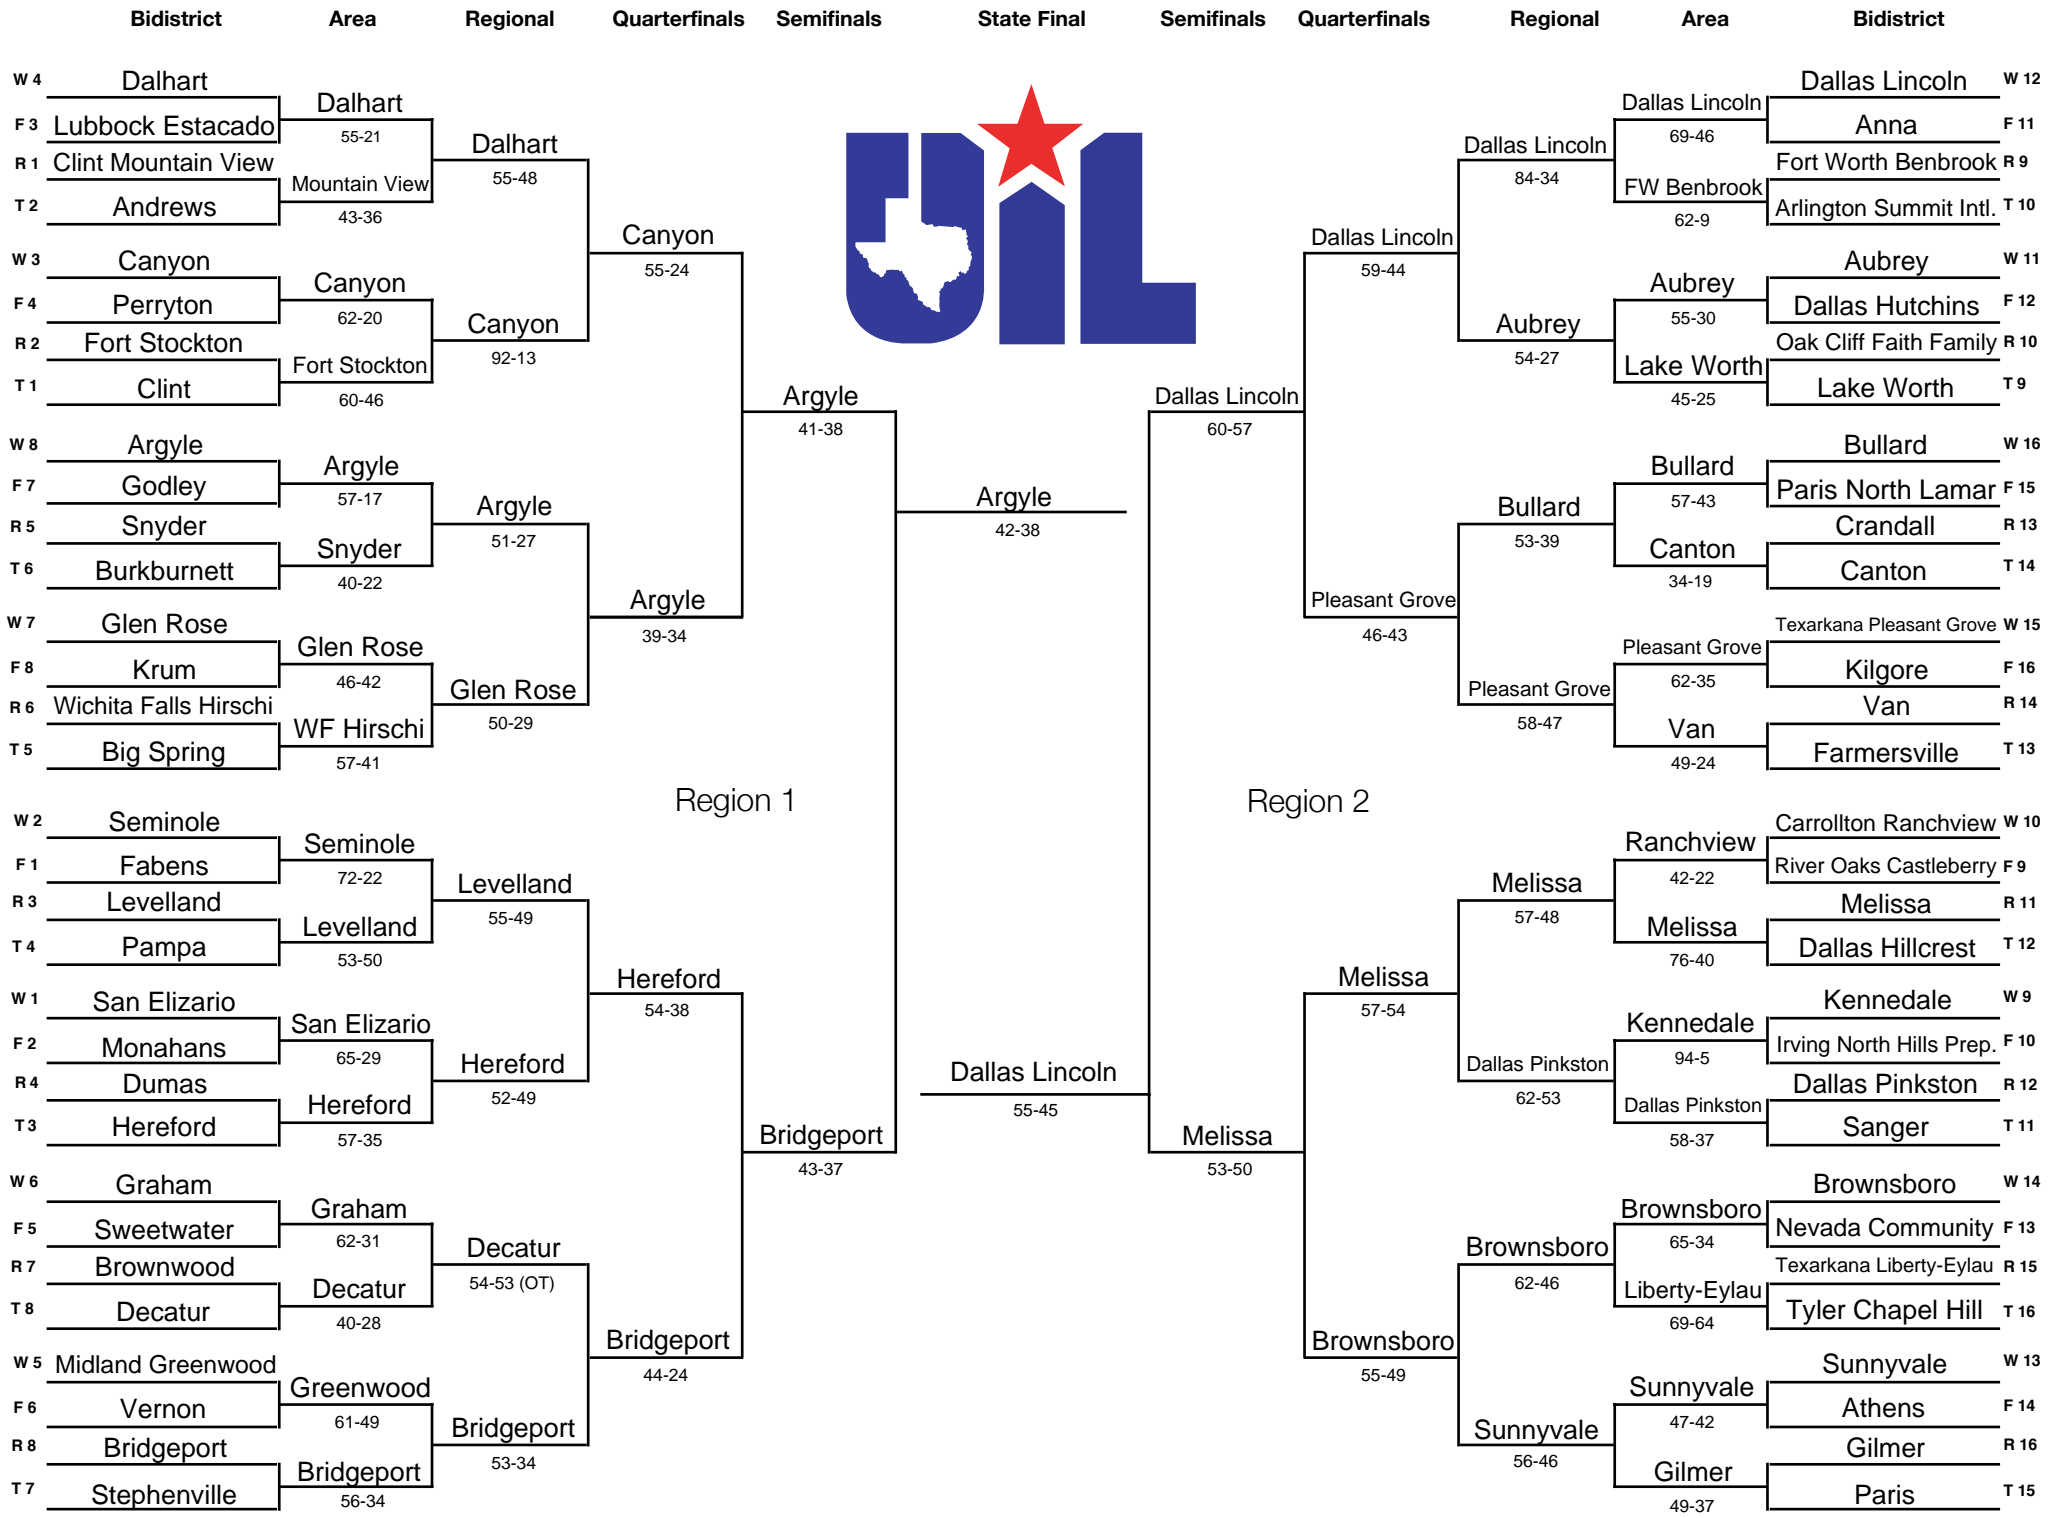 Bidistrict Area Regional Quarterfinals Semifinals State Final Semifinals Quarterfinals Regional Area Bidistrict
W 4 Dalhart
F 3 Lubbock Estacado
Dalhart
55-21
R 1 Clint Mountain View
T 2 Andrews
Mountain View
43-36
Dalhart
55-48
W 3 Canyon
F 4 Perryton
Canyon
62-20
R 2 Fort Stockton
T 1 Clint
Fort Stockton
60-46
Canyon
92-13
Canyon
55-24
W 8 Argyle
F 7 Godley
Argyle
57-17
R 5 Snyder
T 6 Burkburnett
Snyder
40-22
Argyle
51-27
W 7 Glen Rose
F 8 Krum
Glen Rose
46-42
R 6 Wichita Falls Hirschi
T 5 Big Spring
WF Hirschi
57-41
Glen Rose
50-29
Argyle
39-34
Argyle
41-38
Region 1
W 2 Seminole
F 1 Fabens
Seminole
72-22
R 3 Levelland
T 4 Pampa
Levelland
53-50
Levelland
55-49
W 1 San Elizario
F 2 Monahans
San Elizario
65-29
R 4 Dumas
T 3 Hereford
Hereford
57-35
Hereford
52-49
Hereford
54-38
W 6 Graham
F 5 Sweetwater
Graham
62-31
R 7 Brownwood
T 8 Decatur
Decatur
40-28
Decatur
54-53 (OT)
W 5 Midland Greenwood
F 6 Vernon
Greenwood
61-49
R 8 Bridgeport
T 7 Stephenville
Bridgeport
56-34
Bridgeport
53-34
Bridgeport
44-24
Bridgeport
43-37
UIL
Argyle
42-38
Dallas Lincoln
55-45
Dallas Lincoln W 12
Anna F 11
Dallas Lincoln
69-46
Fort Worth Benbrook R 9
Arlington Summit Intl. T 10
FW Benbrook
62-9
Dallas Lincoln
84-34
Aubrey W 11
Dallas Hutchins F 12
Aubrey
55-30
Oak Cliff Faith Family R 10
Lake Worth T 9
Lake Worth
45-25
Aubrey
54-27
Dallas Lincoln
59-44
Bullard W 16
Paris North Lamar F 15
Bullard
57-43
Crandall R 13
Canton T 14
Canton
34-19
Bullard
53-39
Texarkana Pleasant Grove W 15
Kilgore F 16
Pleasant Grove
62-35
Van R 14
Farmersville T 13
Van
49-24
Pleasant Grove
58-47
Pleasant Grove
46-43
Dallas Lincoln
60-57
Region 2
Carrollton Ranchview W 10
River Oaks Castleberry F 9
Ranchview
42-22
Melissa R 11
Dallas Hillcrest T 12
Melissa
76-40
Melissa
57-48
Kennedale W 9
Irving North Hills Prep. F 10
Kennedale
94-5
Dallas Pinkston R 12
Sanger T 11
Dallas Pinkston
58-37
Dallas Pinkston
62-53
Melissa
57-54
Brownsboro W 14
Nevada Community F 13
Brownsboro
65-34
Texarkana Liberty-Eylau R 15
Tyler Chapel Hill T 16
Liberty-Eylau
69-64
Brownsboro
62-46
Sunnyvale W 13
Athens F 14
Sunnyvale
47-42
Gilmer R 16
Paris T 15
Gilmer
49-37
Sunnyvale
56-46
Brownsboro
55-49
Melissa
53-50